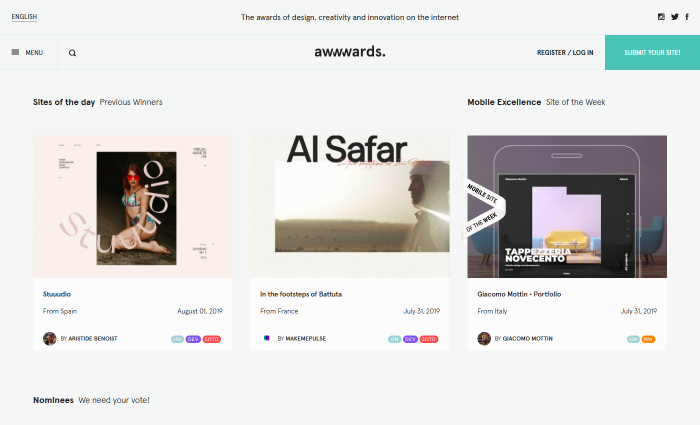 ENGLISH
The awards of design, creativity and innovation on the internet
MENU
awwwards.
REGISTER / LOG IN
SUBMIT YOUR SITE!
Sites of the day Previous Winners
Mobile Excellence Site of the Week
Stuuudio
Al Safar
MOBILE SITE
OF THE WEEK
TAPPEZZERIA
NOVECENTO
Stuuudio
From Spain
August 01, 2019
BY ARISTIDE BENOIST
HM DEV SOTD
In the footsteps of Battuta
From France
July 31, 2019
BY MAKEMEPULSE
HM DEV SOTD
Giacomo Mottin • Portfolio
From Italy
July 31, 2019
BY GIACOMO MOTTIN
HM MW
Nominees We need your vote!